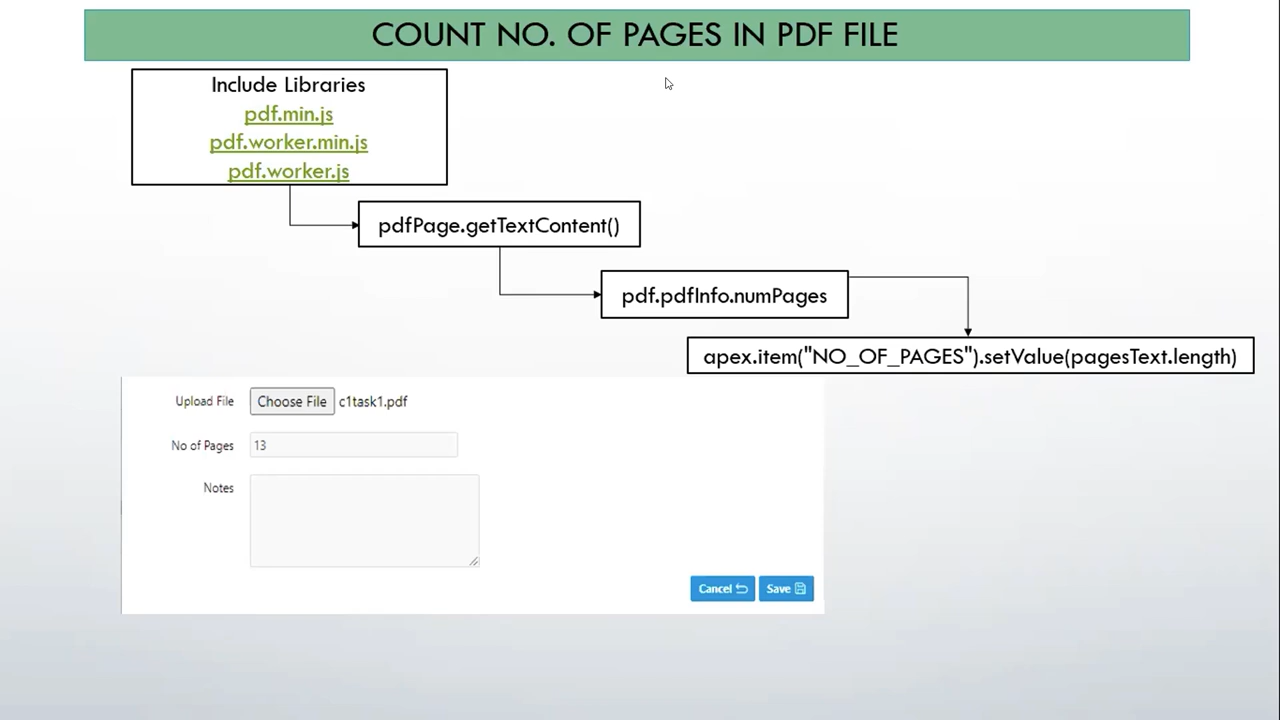 COUNT NO. OF PAGES IN PDF FILE
Include Libraries
pdf.min.js
pdf.worker.min.js
pdf.worker.js
pdfPage.getTextContent()
pdf.pdfInfo.numPages
apex.item("NO_OF_PAGES").setValue(pagesText.length)
Upload File Choose File c1task1.pdf
No of Pages 13
Notes
Cancel Save